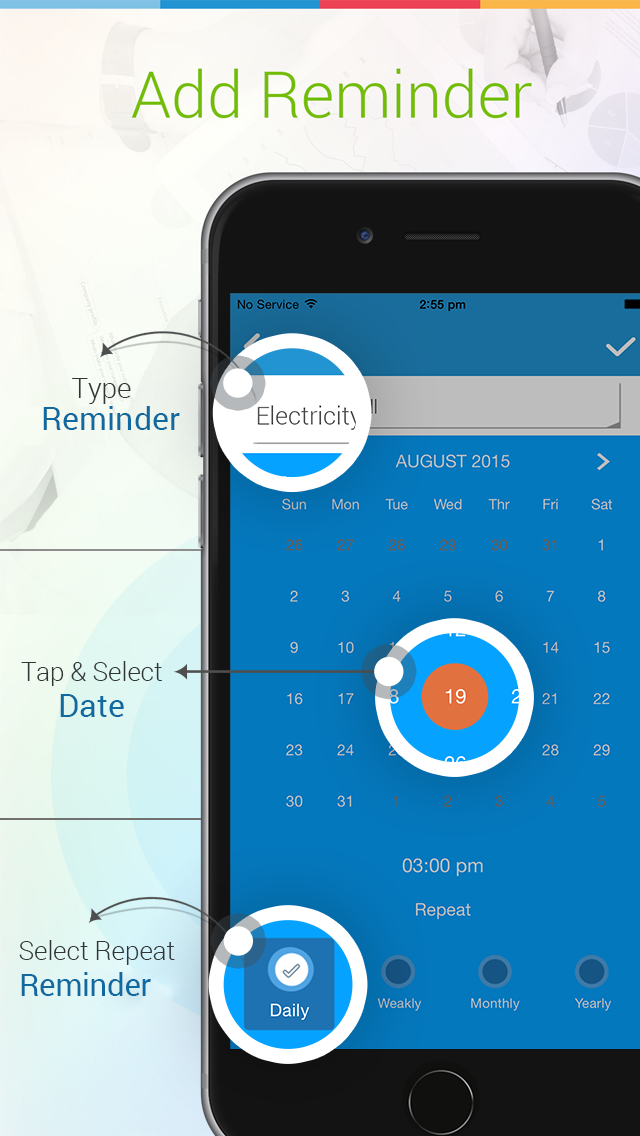 Add Reminder
No Service 2:55 pm
Type
Reminder
Electricity ll
AUGUST 2015
Sun Mon Tue Wed Thr Fri Sat
26 27 28 29 30 31 1
2 3 4 5 6 7 8
9 10 12 14 15
16 17 19 21 22
23 24 26 28 29
30 31 1 2 3 4 5
Tap & Select
Date
03:00 pm
Repeat
Select Repeat
Reminder
Daily Weakly Monthly Yearly